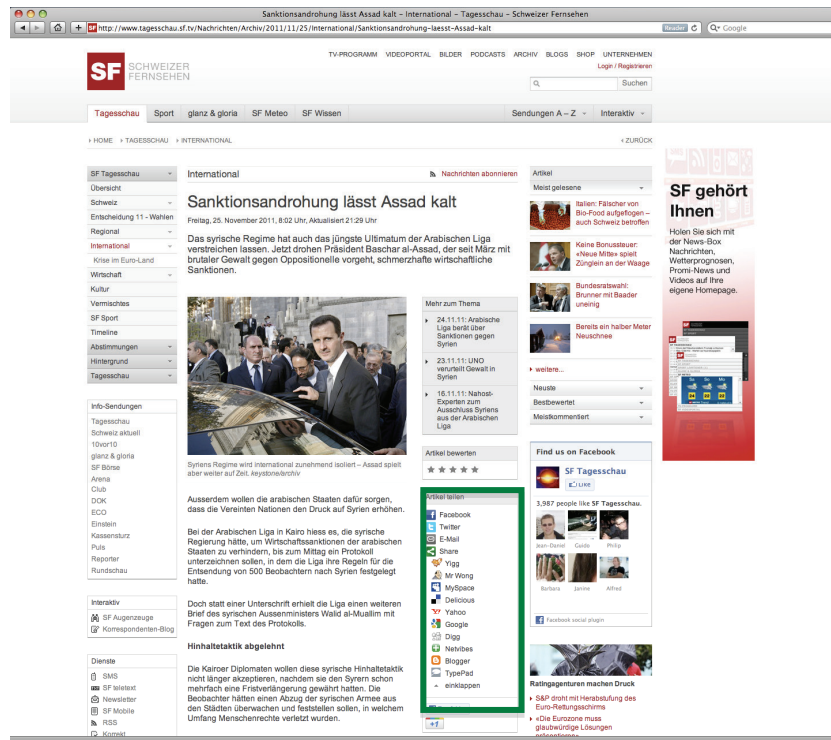 Sanktionsandrohung lässt Assad kalt – International – Tagesschau – Schweizer Fernsehen
http://www.tagesschau.sf.tv/Nachrichten/Archiv/2011/11/25/International/Sanktionsandrohung-laesst-Assad-kalt
Reader
Google
SF SCHWEIZER
FERNSEHEN
TV-PROGRAMM VIDEOPORTAL BILDER PODCASTS ARCHIV BLOGS SHOP UNTERNEHMEN
Login / Registrieren
Suchen
Tagesschau Sport glanz & gloria SF Meteo SF Wissen Sendungen A – Z Interaktiv
HOME TAGESSCHAU INTERNATIONAL
ZURÜCK
SF Tagesschau
Übersicht
Schweiz
Entscheidung 11 - Wahlen
Regional
International
Krise im Euro-Land
Wirtschaft
Kultur
Vermischtes
SF Sport
Timeline
Abstimmungen
Hintergrund
Tagesschau
Info-Sendungen
Tagesschau
Schweiz aktuell
10vor10
glanz & gloria
SF Börse
Arena
Club
DOK
ECO
Einstein
Kassensturz
Puls
Reporter
Rundschau
Interaktiv
SF Augenzeuge
Korrespondenten-Blog
Dienste
SMS
SF teletext
Newsletter
SF Mobile
RSS
Korrekt
International
Nachrichten abonnieren
Sanktionsandrohung lässt Assad kalt
Freitag, 25. November 2011, 8:02 Uhr, Aktualisiert 21:29 Uhr
Das syrische Regime hat auch das jüngste Ultimatum der Arabischen Liga
verstreichen lassen. Jetzt drohen Präsident Baschar al-Assad, der seit März mit
brutaler Gewalt gegen Oppositionelle vorgeht, schmerzhafte wirtschaftliche
Sanktionen.
Syriens Regime wird international zunehmend isoliert – Assad spielt
aber weiter auf Zeit. keystone/archiv
Ausserdem wollen die arabischen Staaten dafür sorgen,
dass die Vereinten Nationen den Druck auf Syrien erhöhen.
Bei der Arabischen Liga in Kairo hiess es, die syrische
Regierung hätte, um Wirtschaftssanktionen der arabischen
Staaten zu verhindern, bis zum Mittag ein Protokoll
unterzeichnen sollen, in dem die Liga ihre Regeln für die
Entsendung von 500 Beobachtern nach Syrien festgelegt
hatte.
Doch statt einer Unterschrift erhielt die Liga einen weiteren
Brief des syrischen Aussenministers Walid al-Muallim mit
Fragen zum Text des Protokolls.
Hinhaltetaktik abgelehnt
Die Kairoer Diplomaten wollen diese syrische Hinhaltetaktik
nicht länger akzeptieren, nachdem sie den Syrern schon
mehrfach eine Fristverlängerung gewährt hatten. Die
Beobachter hätten einen Abzug der syrischen Armee aus
den Städten überwachen und feststellen sollen, in welchem
Umfang Menschenrechte verletzt wurden.
Mehr zum Thema
24.11.11: Arabische
Liga berät über
Sanktionen gegen
Syrien
23.11.11: UNO
verurteilt Gewalt in
Syrien
16.11.11: Nahost-
Experten zum
Ausschluss Syriens
aus der Arabischen
Liga
Artikel bewerten
Artikel teilen
Facebook
Twitter
E-Mail
Share
Yigg
Mr Wong
MySpace
Delicious
Yahoo
Google
Digg
Netvibes
Blogger
TypePad
einklappen
+1
Artikel
Meist gelesene
Italien: Fälscher von
Bio-Food aufgeflogen –
auch Schweiz betroffen
Keine Bonussteuer:
«Neue Mitte» spielt
Zünglein an der Waage
Bundesratswahl:
Brunner mit Baader
uneinig
Bereits ein halber Meter
Neuschnee
weitere...
Neuste
Bestbewertet
Meistkommentiert
Find us on Facebook
SF Tagesschau
Like
3,987 people like SF Tagesschau.
Jean-Daniel Guido Philip
Barbara Janine Alfred
Facebook social plugin
Ratingagenturen machen Druck
S&P droht mit Herabstufung des
Euro-Rettungsschirms
«Die Eurozone muss
glaubwürdige Lösungen
SF gehört
Ihnen
Holen Sie sich mit
der News-Box
Nachrichten,
Wetterprognosen,
Promi-News und
Videos auf Ihre
eigene Homepage.